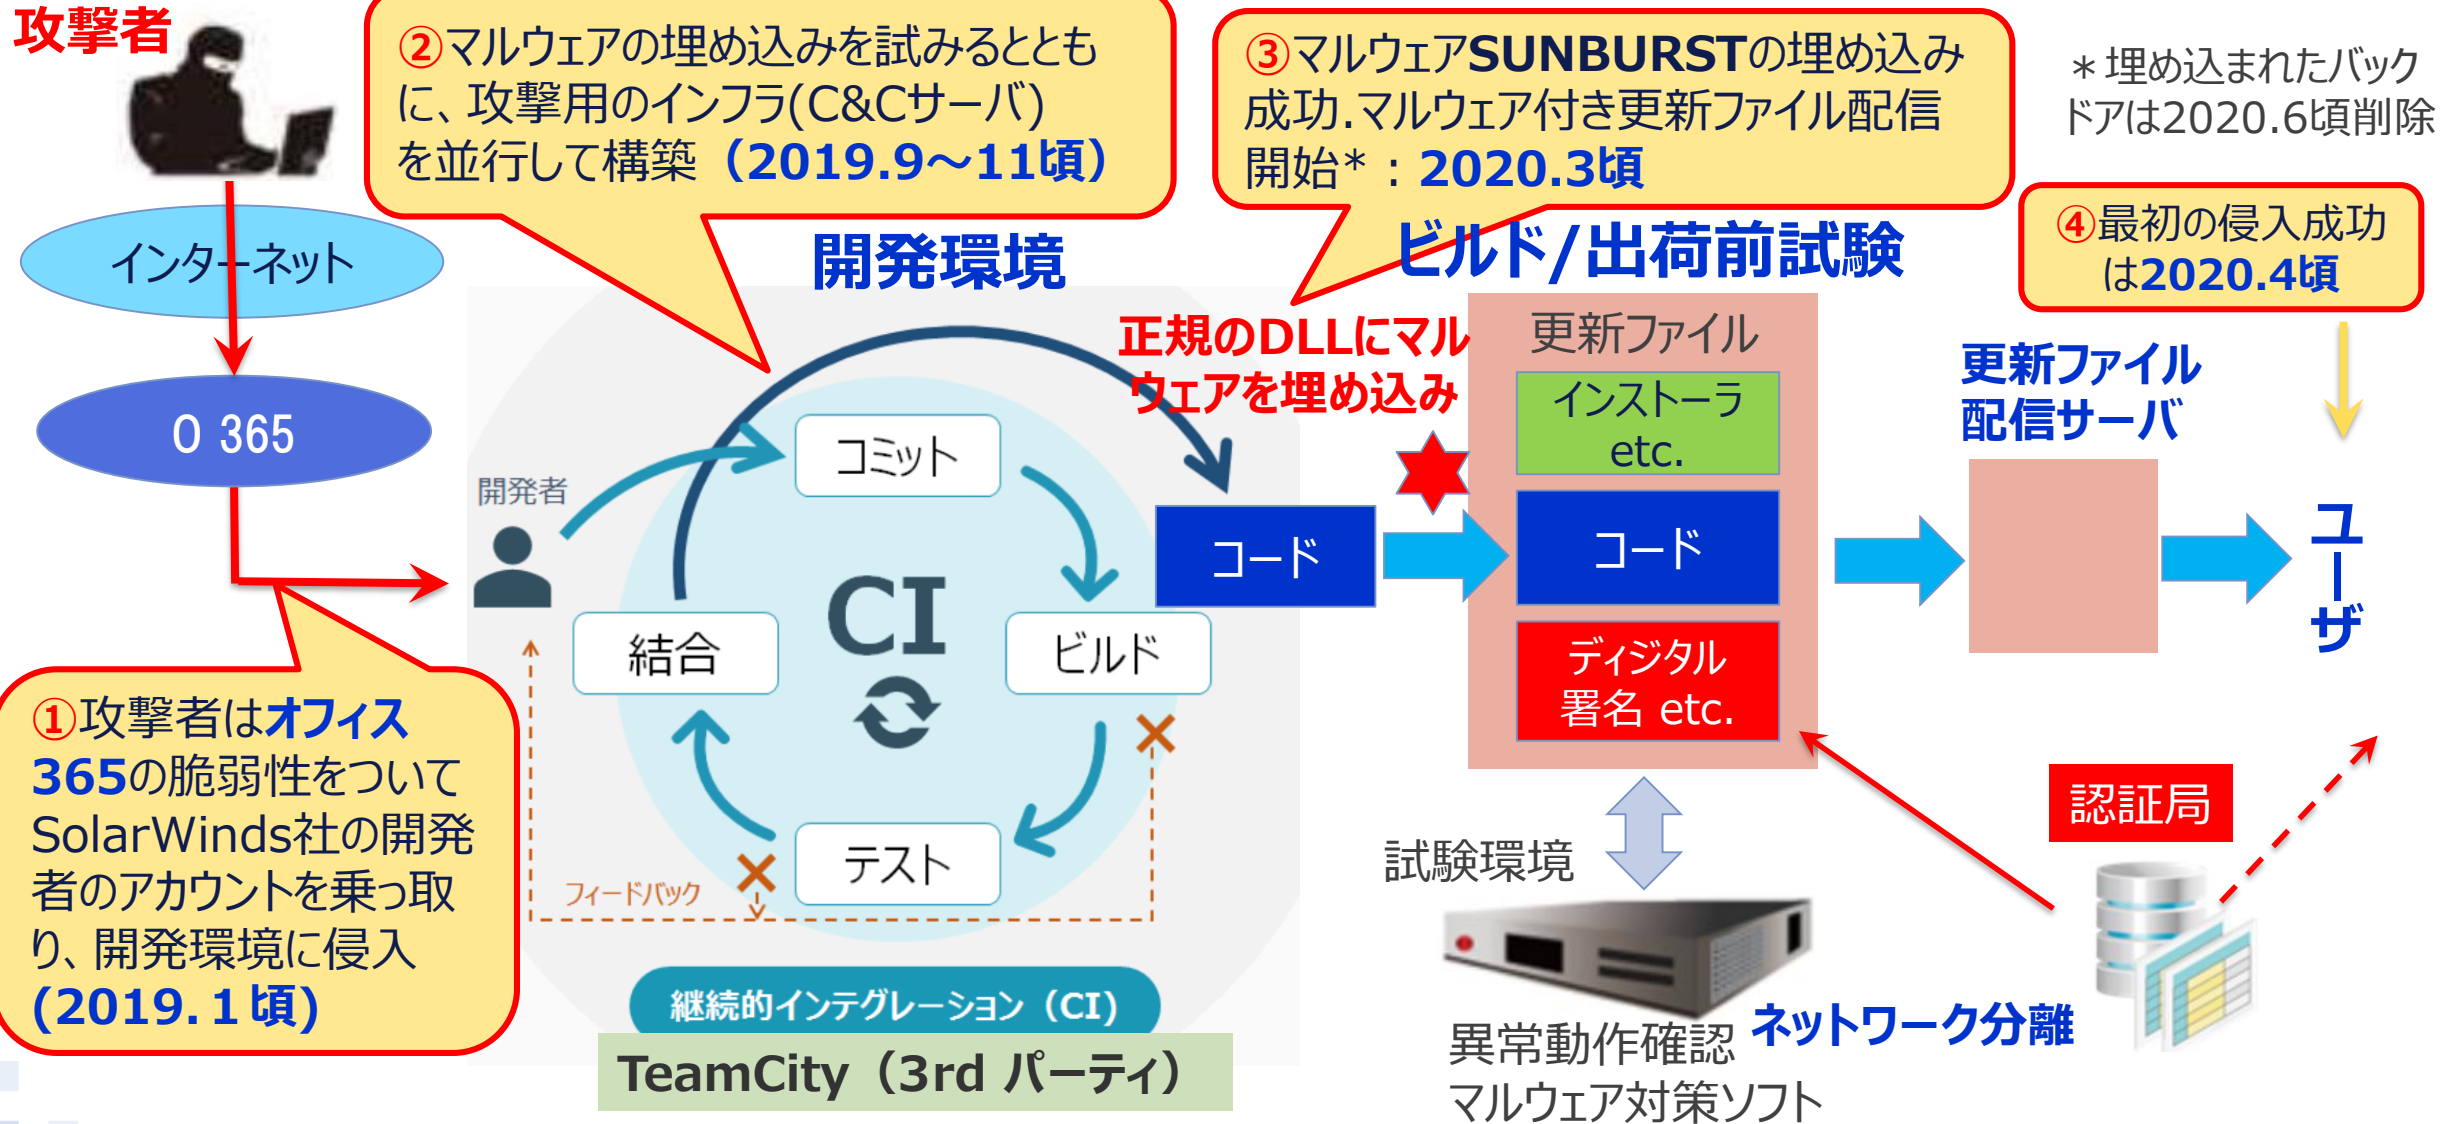 攻撃者
②マルウェアの埋め込みを試みるととも
に、攻撃用のインフラ(C&Cサーバ)
を並行して構築（2019.9～11頃）
③マルウェアSUNBURSTの埋め込み
成功.マルウェア付き更新ファイル配信
開始*：2020.3頃
＊埋め込まれたバック
ドアは2020.6頃削除
④最初の侵入成功
は2020.4頃
インターネット
O 365
①攻撃者はオフィス
365の脆弱性をついて
SolarWinds社の開発
者のアカウントを乗っ取
り、開発環境に侵入
(2019.１頃)
開発環境
開発者
コミット
ビルド
テスト
結合
CI
フィードバック
継続的インテグレーション（CI）
TeamCity（3rd パーティ）
コード
正規のDLLにマル
ウェアを埋め込み
ビルド/出荷前試験
更新ファイル
インストーラ
etc.
コード
ディジタル
署名 etc.
試験環境
異常動作確認
マルウェア対策ソフト
ネットワーク分離
更新ファイル
配信サーバ
ユーザ
認証局